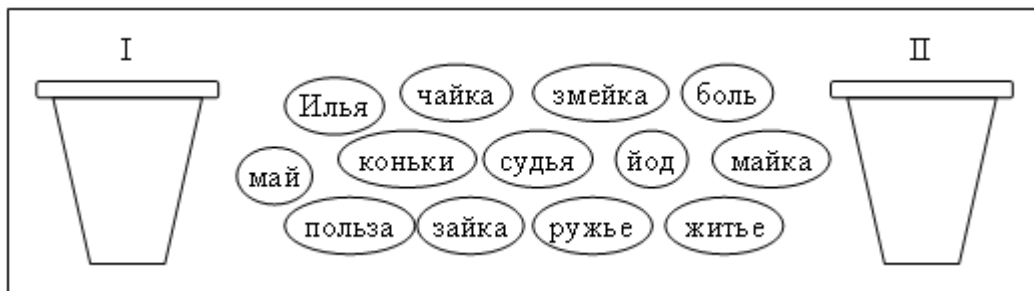 I II
Илья чайка змейка боль
май коньки судья йод майка
польза зайка ружье житье